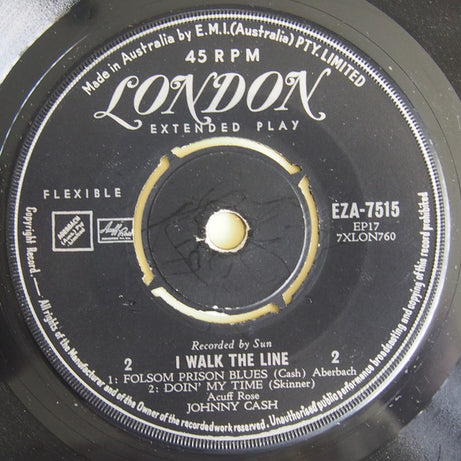 Made in Australia by E.M.I.(Australia) PTY. LIMITED
45 RPM
LONDON
EXTENDED PLAY
FLEXIBLE
EZA-7515
EP17
7XLON760
Recorded by Sun
2 I WALK THE LINE 2
1: FOLSOM PRISON BLUES (Cash) Aberbach
2: DOIN' MY TIME (Skinner)
Acuff Rose
JOHNNY CASH
Copyright Record.— All rights of the Manufacturer and of the Owner of the recorded work reserved. Unauthorised public performance broadcasting and copying of this record prohibited